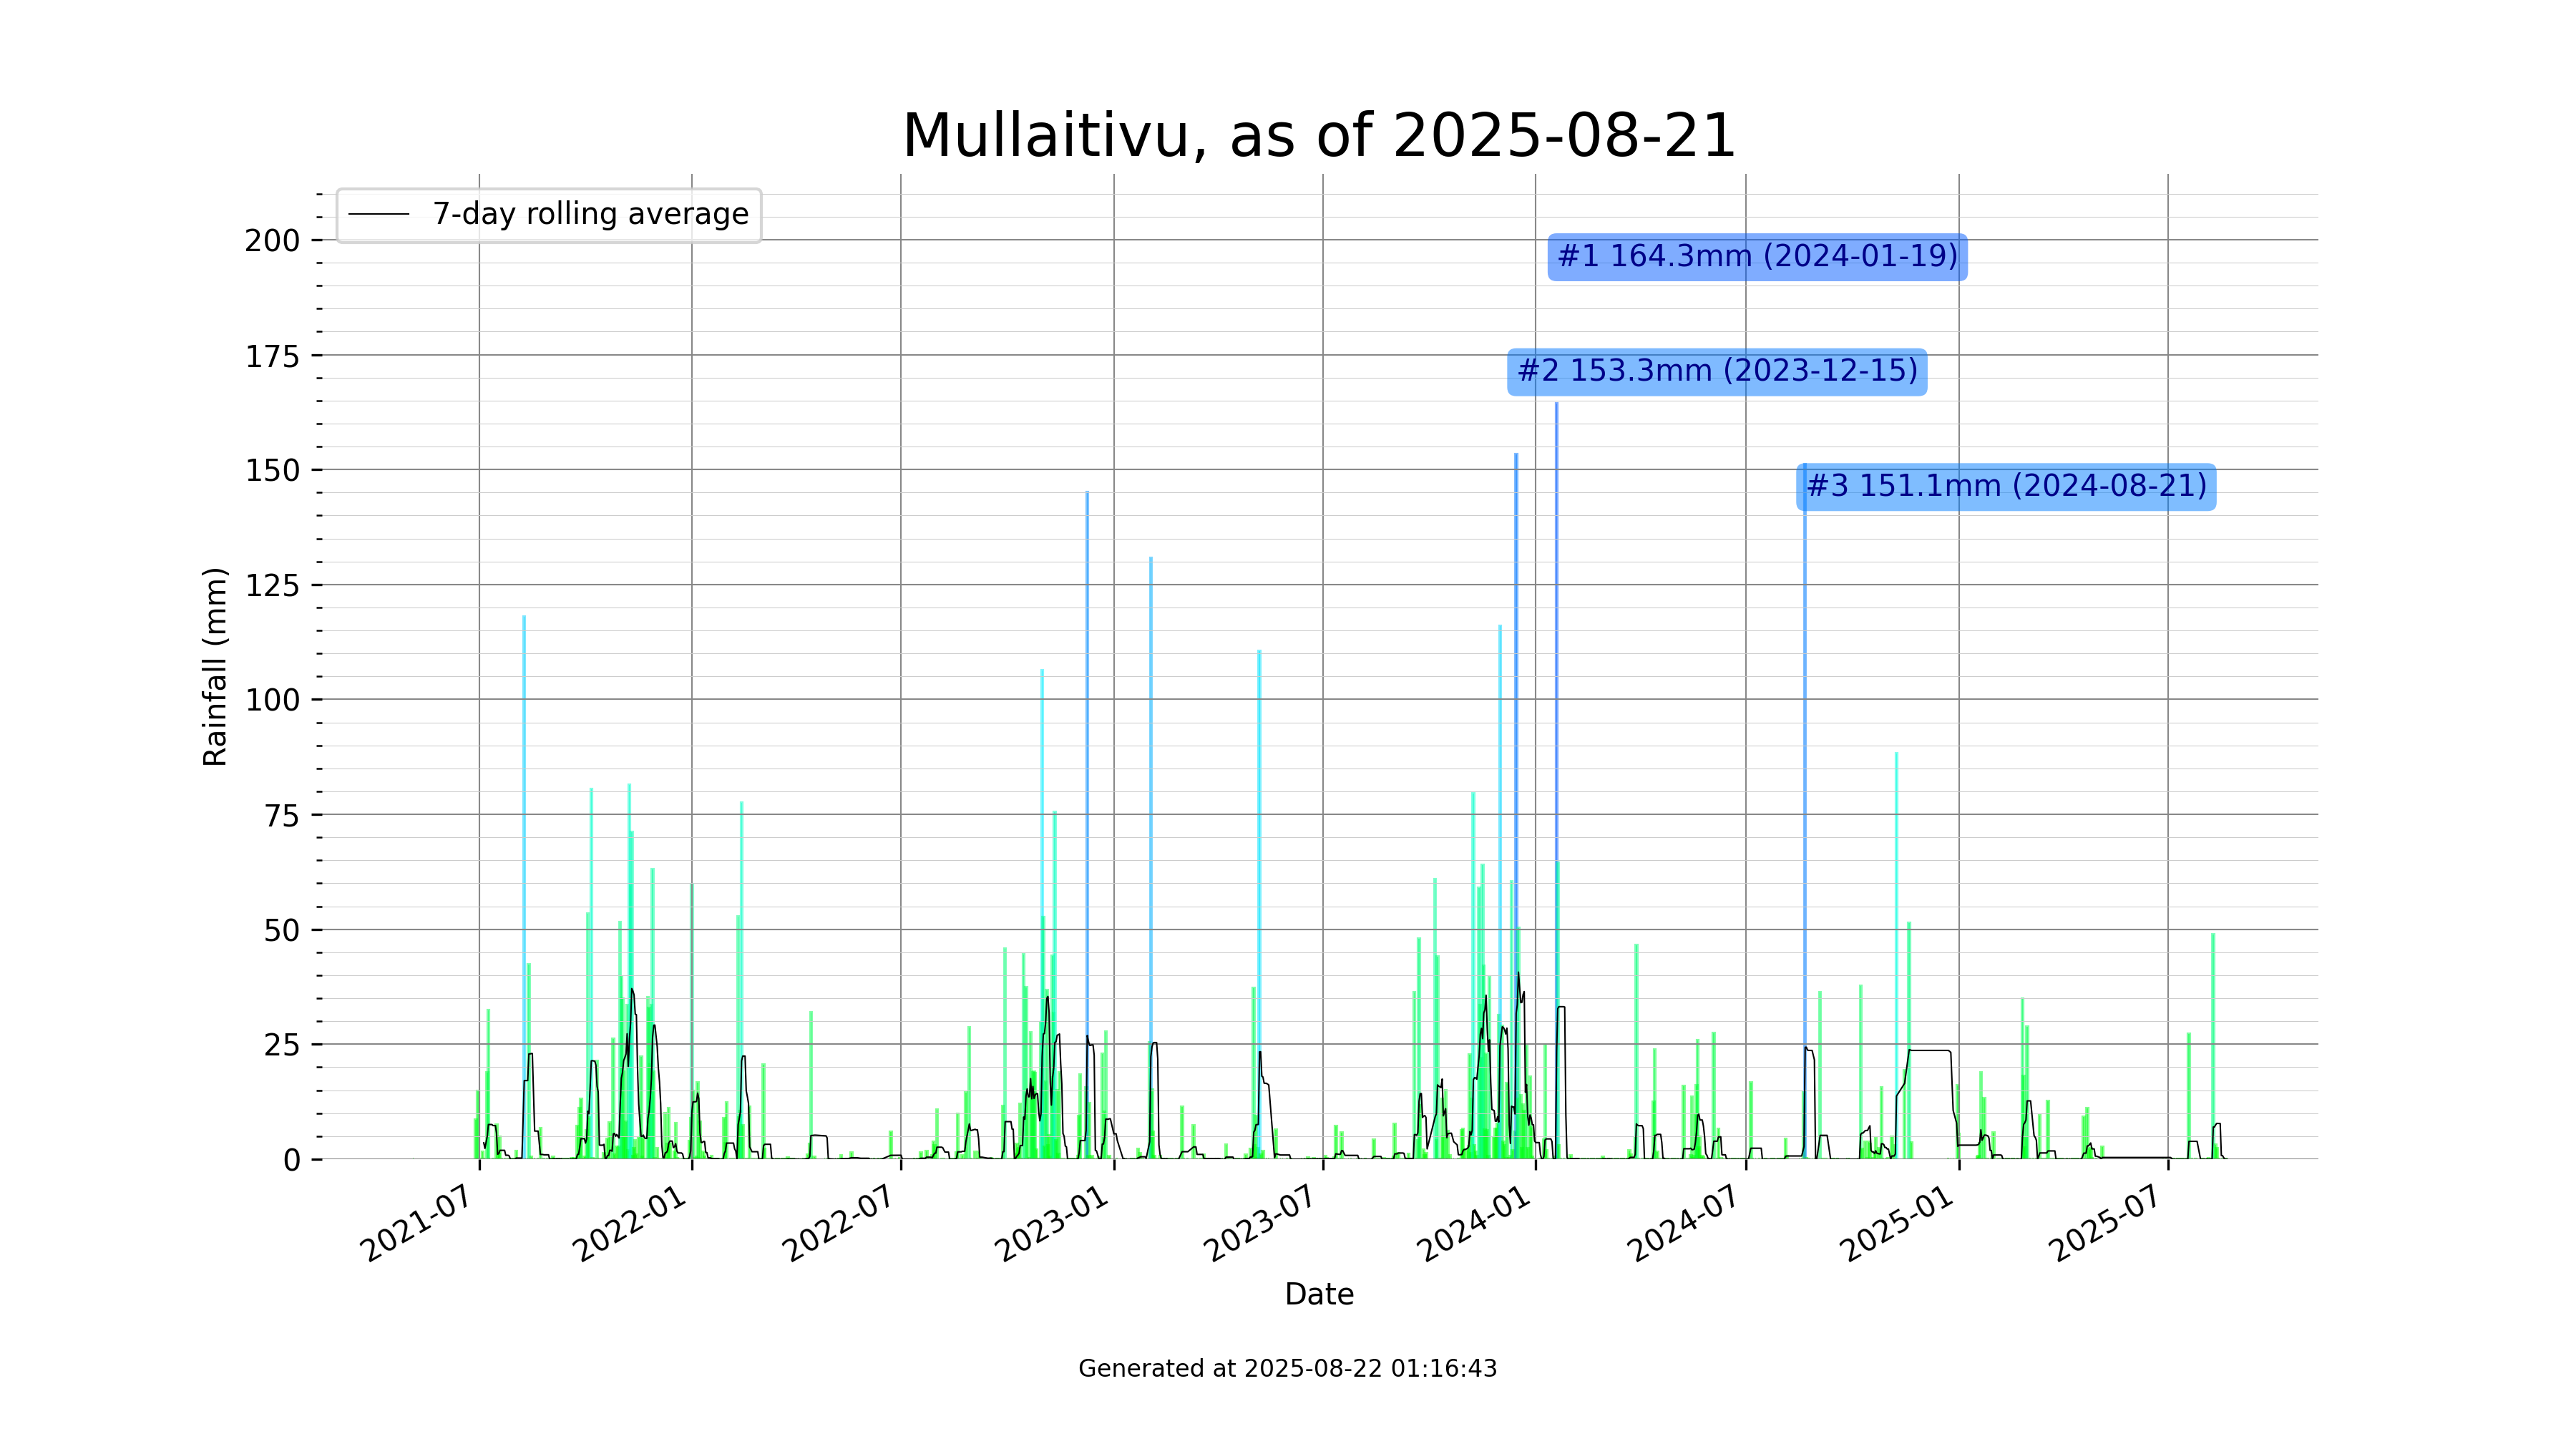 Mullaitivu, as of 2025-08-21
7-day rolling average
200
175
150
125
100
75
50
25
0
Rainfall (mm)
#1 164.3mm (2024-01-19)
#2 153.3mm (2023-12-15)
#3 151.1mm (2024-08-21)
2021-07
2022-01
2022-07
2023-01
2023-07
2024-01
2024-07
2025-01
2025-07
Date
Generated at 2025-08-22 01:16:43